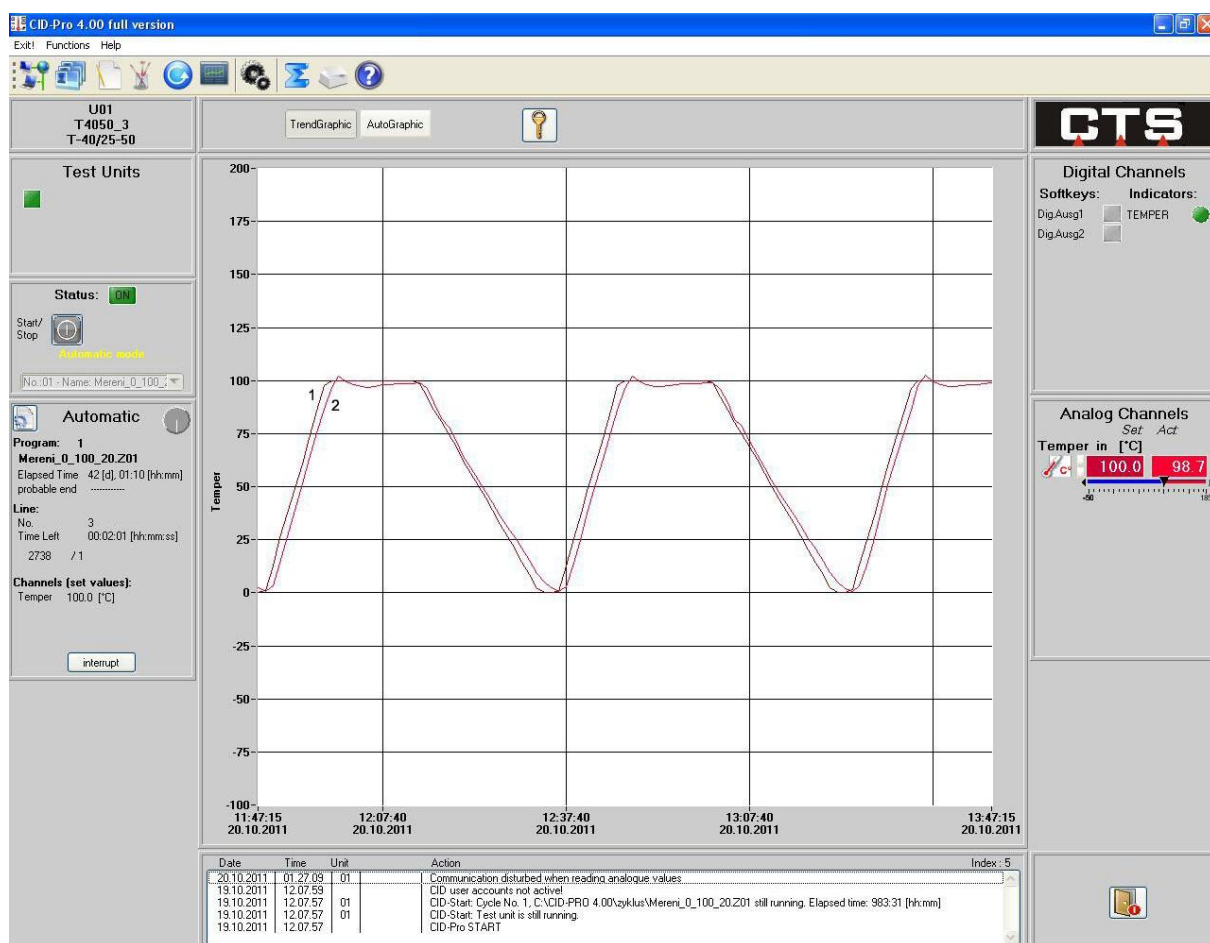 CID-Pro 4.00 full version
Exit! Functions Help
U01
T4050_3
T-40/25-50
TrendGraphic AutoGraphic
CTS
Test Units
Status: ON
Start/
Stop
Automatic mode
No.:01 - Name: Mereni_0_100_
Automatic
Program: 1
Mereni_0_100_20.Z01
Elapsed Time 42 [d], 01:10 [hh:mm]
probable end ------------
Line:
No. 3
Time Left 00:02:01 [hh:mm:ss]
2738 / 1
Channels (set values):
Temper 100.0 [°C]
interrupt
200
175
150
125
100
75
50
25
0
-25
-50
-75
-100
Temper
1
2
11:47:15 12:07:40 12:37:40 13:07:40 13:47:15
20.10.2011 20.10.2011 20.10.2011 20.10.2011 20.10.2011
Digital Channels
Softkeys: Indicators:
Dig.Ausg1 TEMPER
Dig.Ausg2
Analog Channels
Set Act
Temper in [°C]
C° 100.0 98.7
-50 185
Date Time Unit Action Index : 5
20.10.2011 01.27.09 01 Communication disturbed when reading analogue values
19.10.2011 12.07.59 CID user accounts not active!
19.10.2011 12.07.57 01 CID-Start: Cycle No. 1, C:\CID-PRO 4.00\zyklus\Mereni_0_100_20.Z01 still running. Elapsed time: 983:31 [hh:mm]
19.10.2011 12.07.57 01 CID-Start: Test unit is still running.
19.10.2011 12.07.57 CID-Pro START